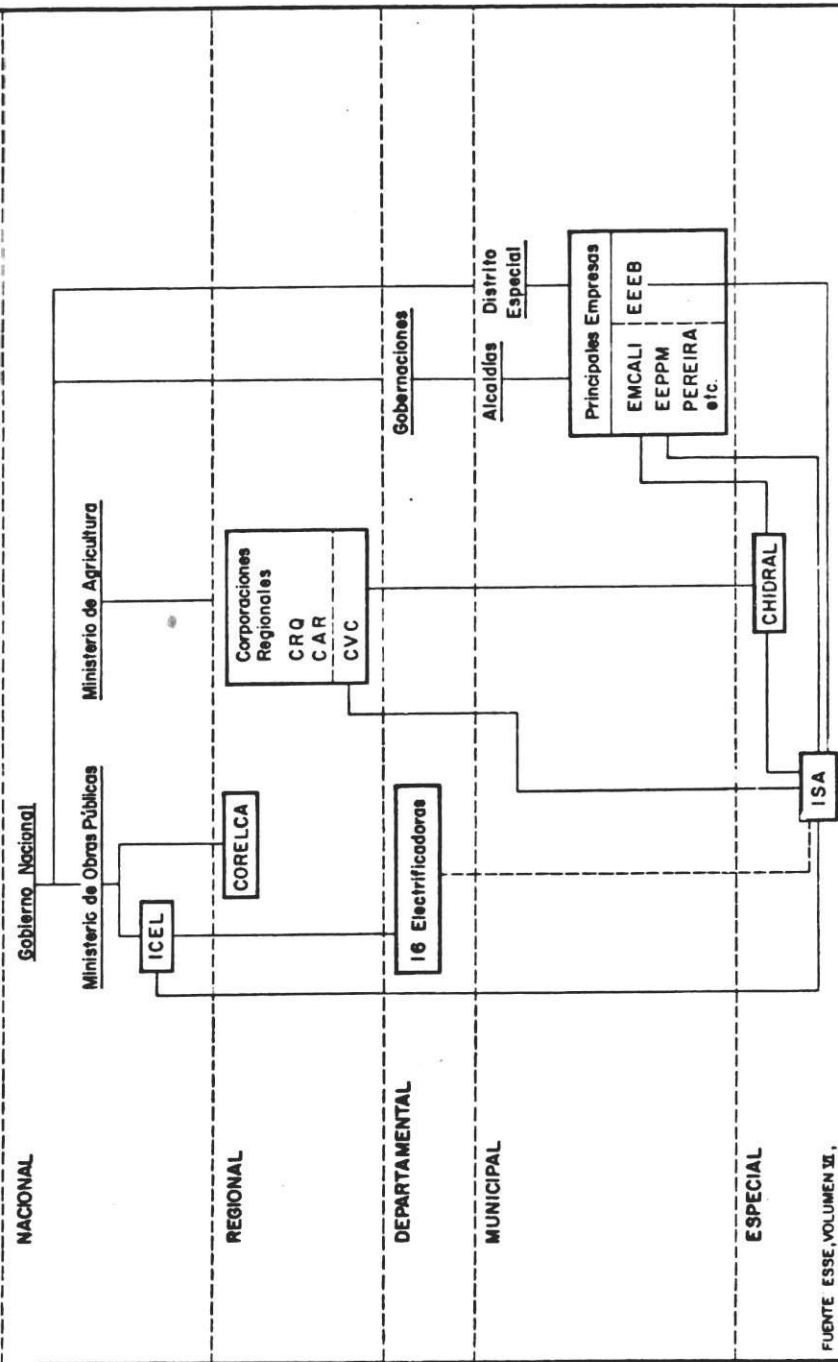 NACIONAL
Gobierno Nacional
Ministerio de Obras Públicas
Ministerio de Agricultura
ICEL
REGIONAL
CORELCA
Corporaciones
Regionales
CRQ
CAR
CVC
DEPARTAMENTAL
16 Electrificadoras
Gobernaciones
MUNICIPAL
Alcaldías
Distrito
Especial
Principales Empresas
EMCALI
EEPPM
PEREIRA
etc.
EEEB
ESPECIAL
CHIDRAL
ISA
FUENTE ESSE, VOLUMEN VI,